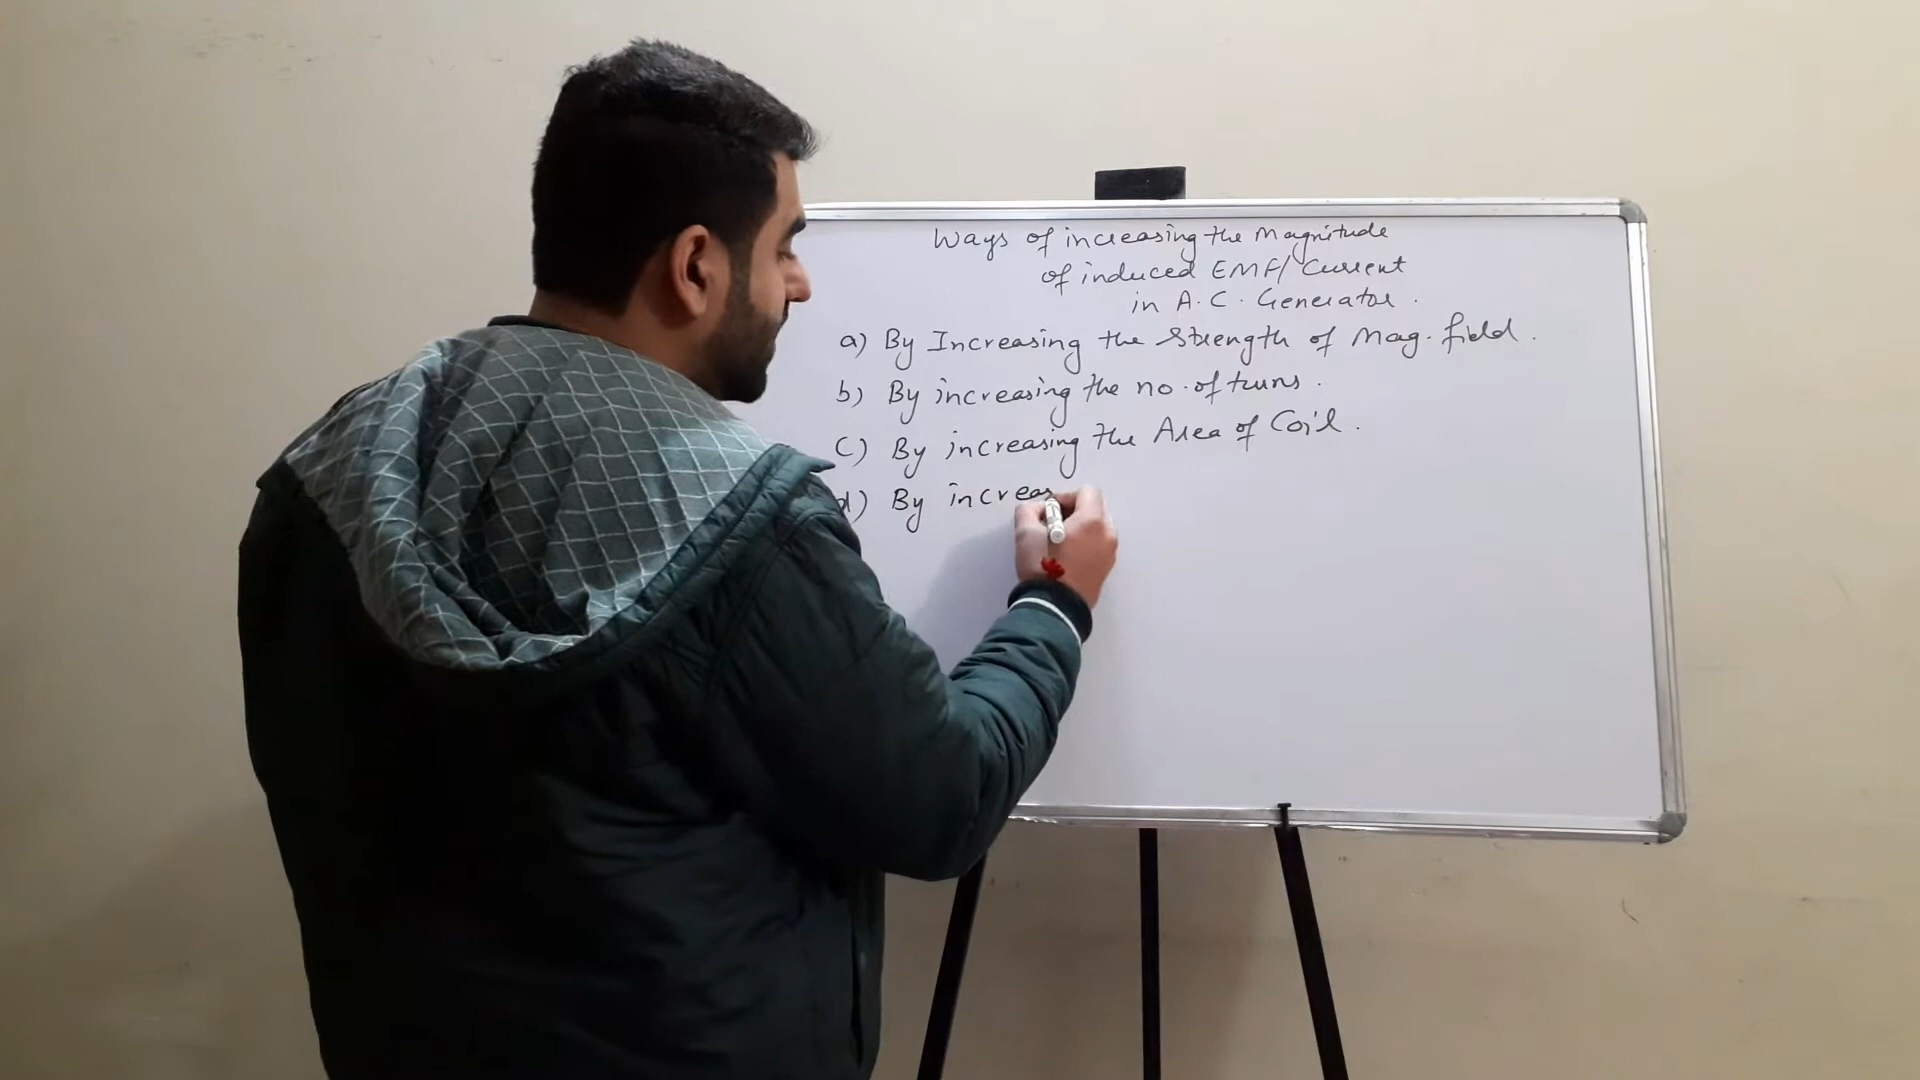 Ways of increasing the Magnitude
of induced EMF/Current
in A.C. Generator.
a) By Increasing the Strength of Mag. field.
b) By increasing the no. of turns.
C) By increasing the Area of Coil.
d) By increas